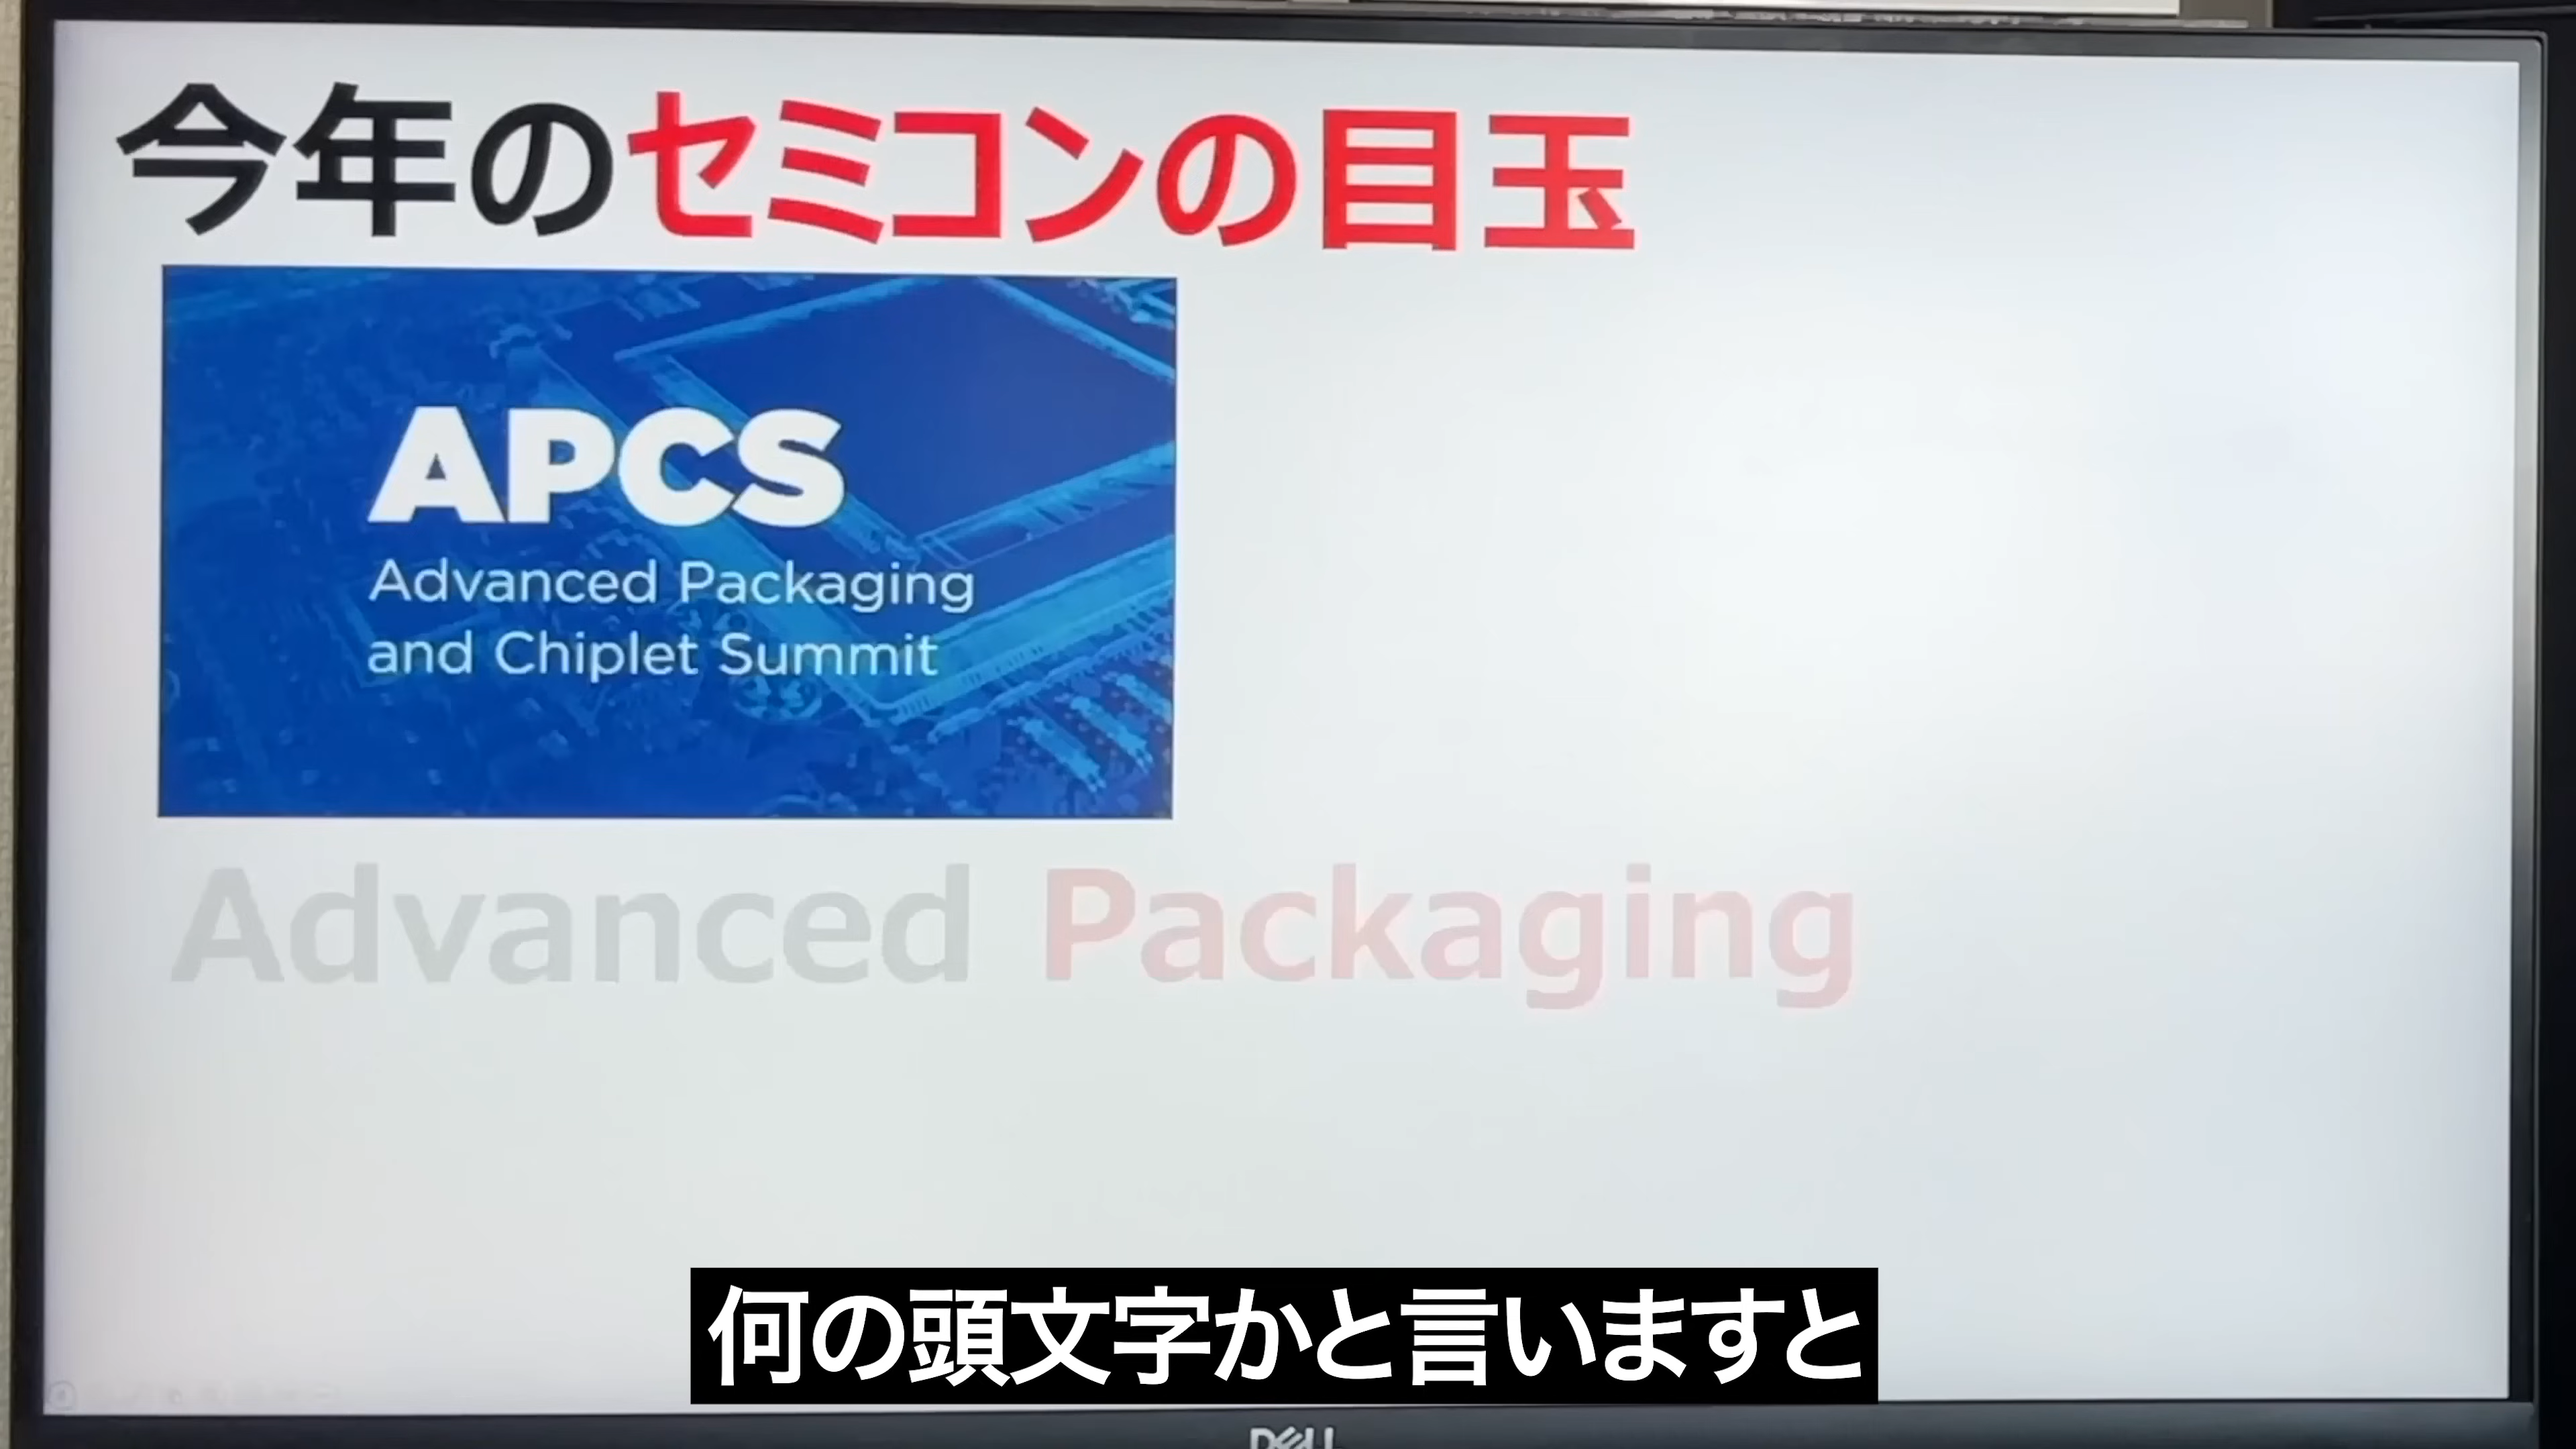 今年のセミコンの目玉
APCS
Advanced Packaging
and Chiplet Summit
Advanced Packaging
何の頭文字かと言いますと
DELL